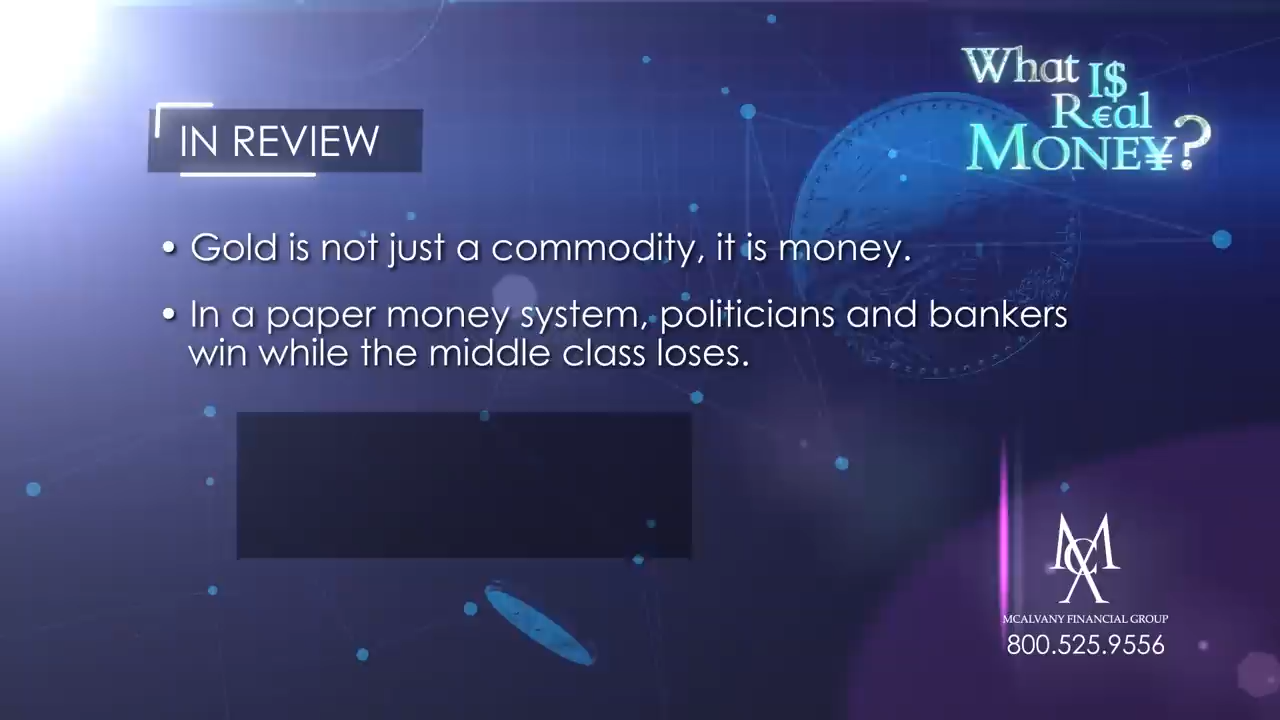 What I$
R€al
MON€¥?
IN REVIEW
• Gold is not just a commodity, it is money.
• In a paper money system, politicians and bankers
win while the middle class loses.
MCALVANY FINANCIAL GROUP
800.525.9556